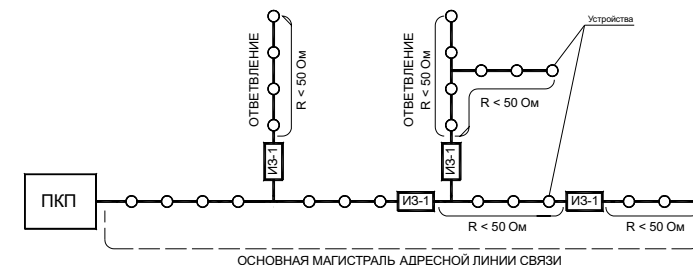 Устройства
ОТВЕТВЛЕНИЕ
R < 50 Ом
ОТВЕТВЛЕНИЕ
R < 50 Ом
R < 50 Ом
ИЗ-1
ИЗ-1
ПКП
ИЗ-1
ИЗ-1
R < 50 Ом
R < 50 Ом
ОСНОВНАЯ МАГИСТРАЛЬ АДРЕСНОЙ ЛИНИИ СВЯЗИ